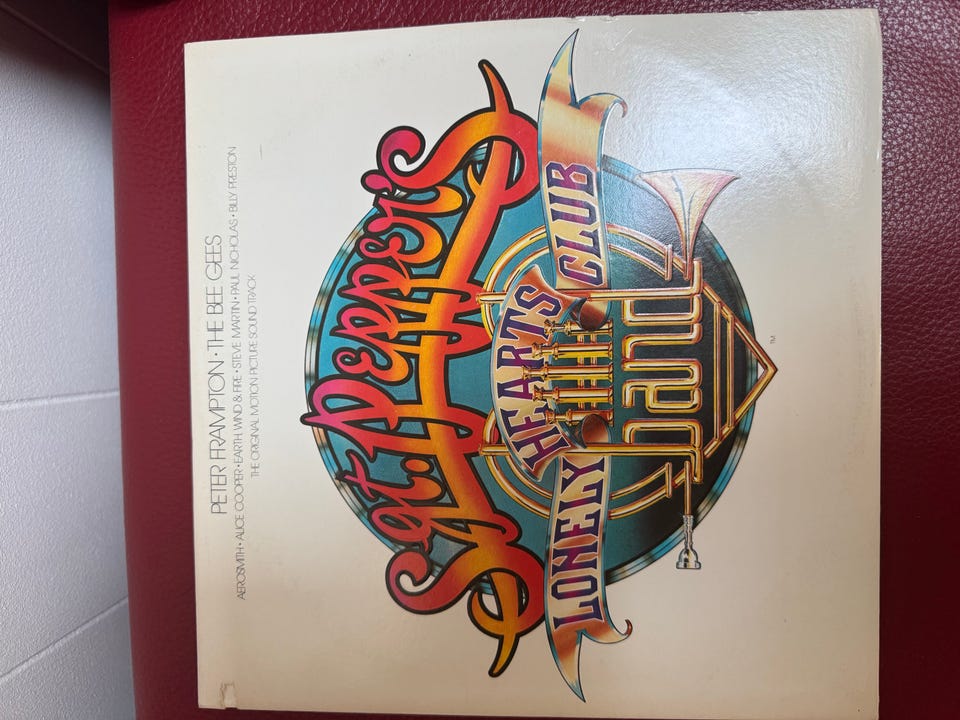 PETER FRAMPTON • THE BEE GEES
AEROSMITH • ALICE COOPER • EARTH, WIND & FIRE • STEVE MARTIN • PAUL NICHOLAS • BILLY PRESTON
THE ORIGINAL MOTION PICTURE SOUND TRACK
Sgt. Pepper's
LONELY HEARTS CLUB
band
TM